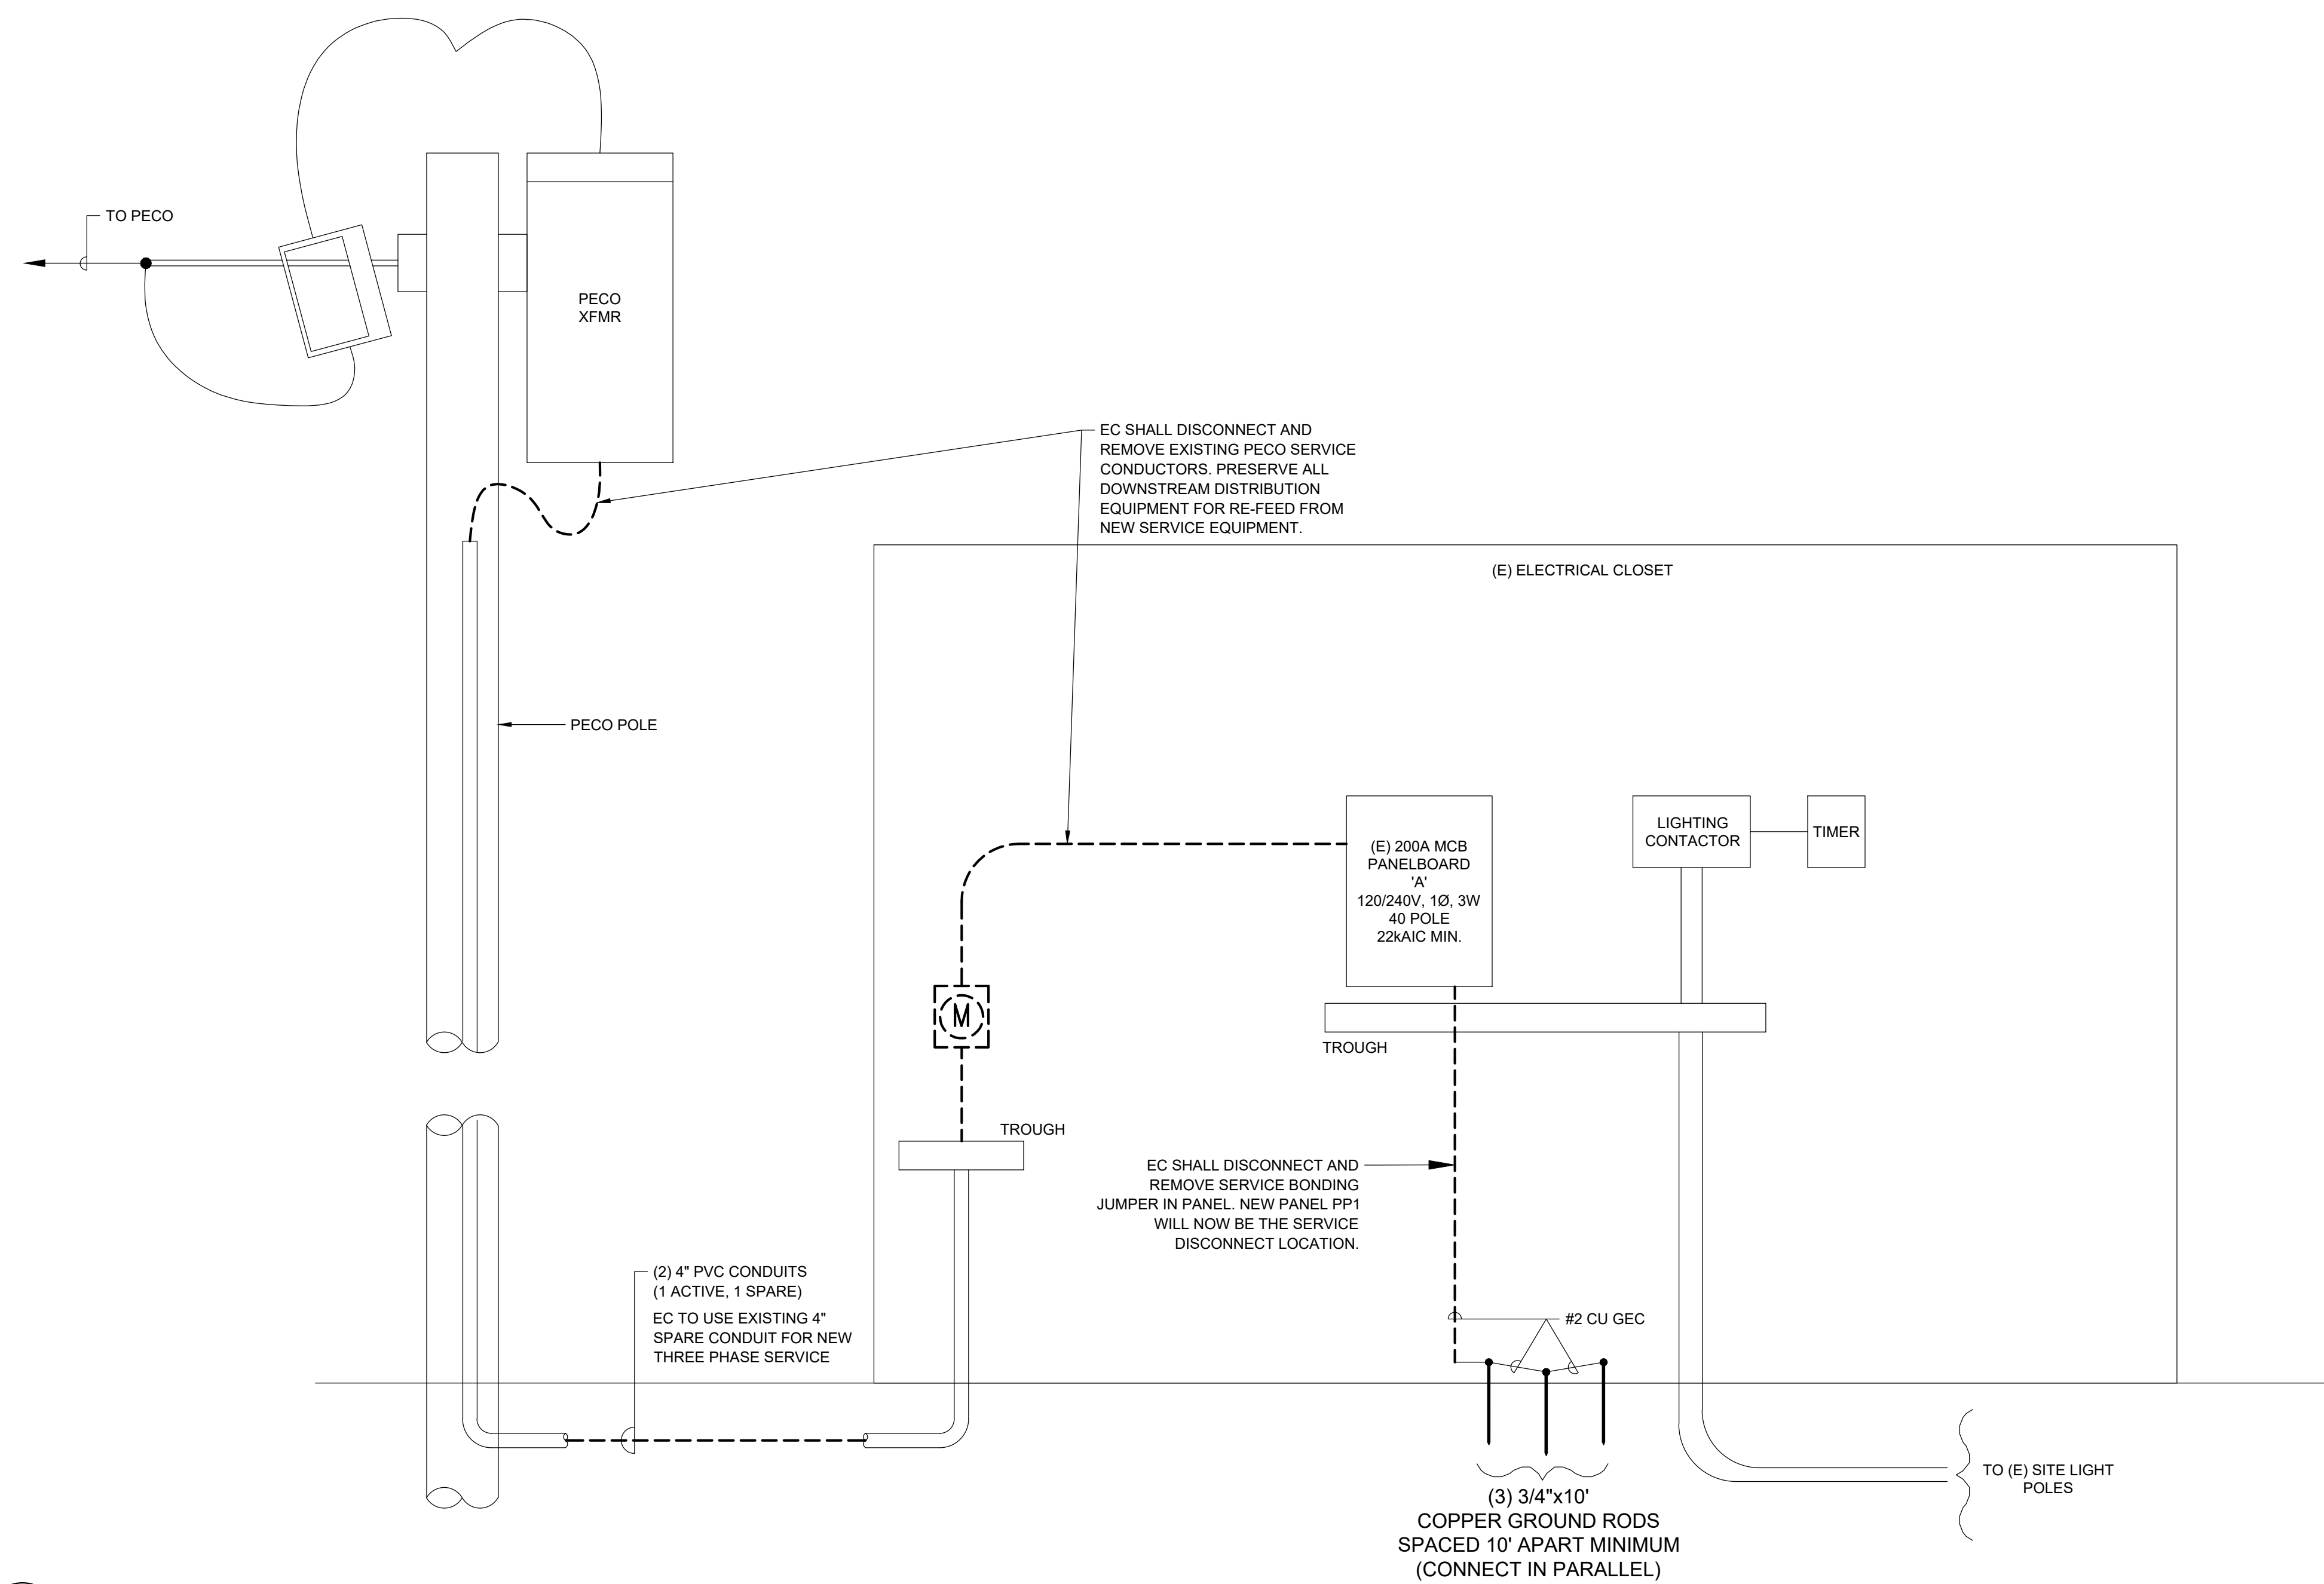 TO PECO
PECO
XFMR
EC SHALL DISCONNECT AND
REMOVE EXISTING PECO SERVICE
CONDUCTORS. PRESERVE ALL
DOWNSTREAM DISTRIBUTION
EQUIPMENT FOR RE-FEED FROM
NEW SERVICE EQUIPMENT.
(E) ELECTRICAL CLOSET
PECO POLE
(E) 200A MCB
PANELBOARD
'A'
120/240V, 1Ø, 3W
40 POLE
22kAIC MIN.
LIGHTING
CONTACTOR
TIMER
M
TROUGH
TROUGH
EC SHALL DISCONNECT AND
REMOVE SERVICE BONDING
JUMPER IN PANEL. NEW PANEL PP1
WILL NOW BE THE SERVICE
DISCONNECT LOCATION.
(2) 4" PVC CONDUITS
(1 ACTIVE, 1 SPARE)
EC TO USE EXISTING 4"
SPARE CONDUIT FOR NEW
THREE PHASE SERVICE
#2 CU GEC
TO (E) SITE LIGHT
POLES
(3) 3/4"x10'
COPPER GROUND RODS
SPACED 10' APART MINIMUM
(CONNECT IN PARALLEL)